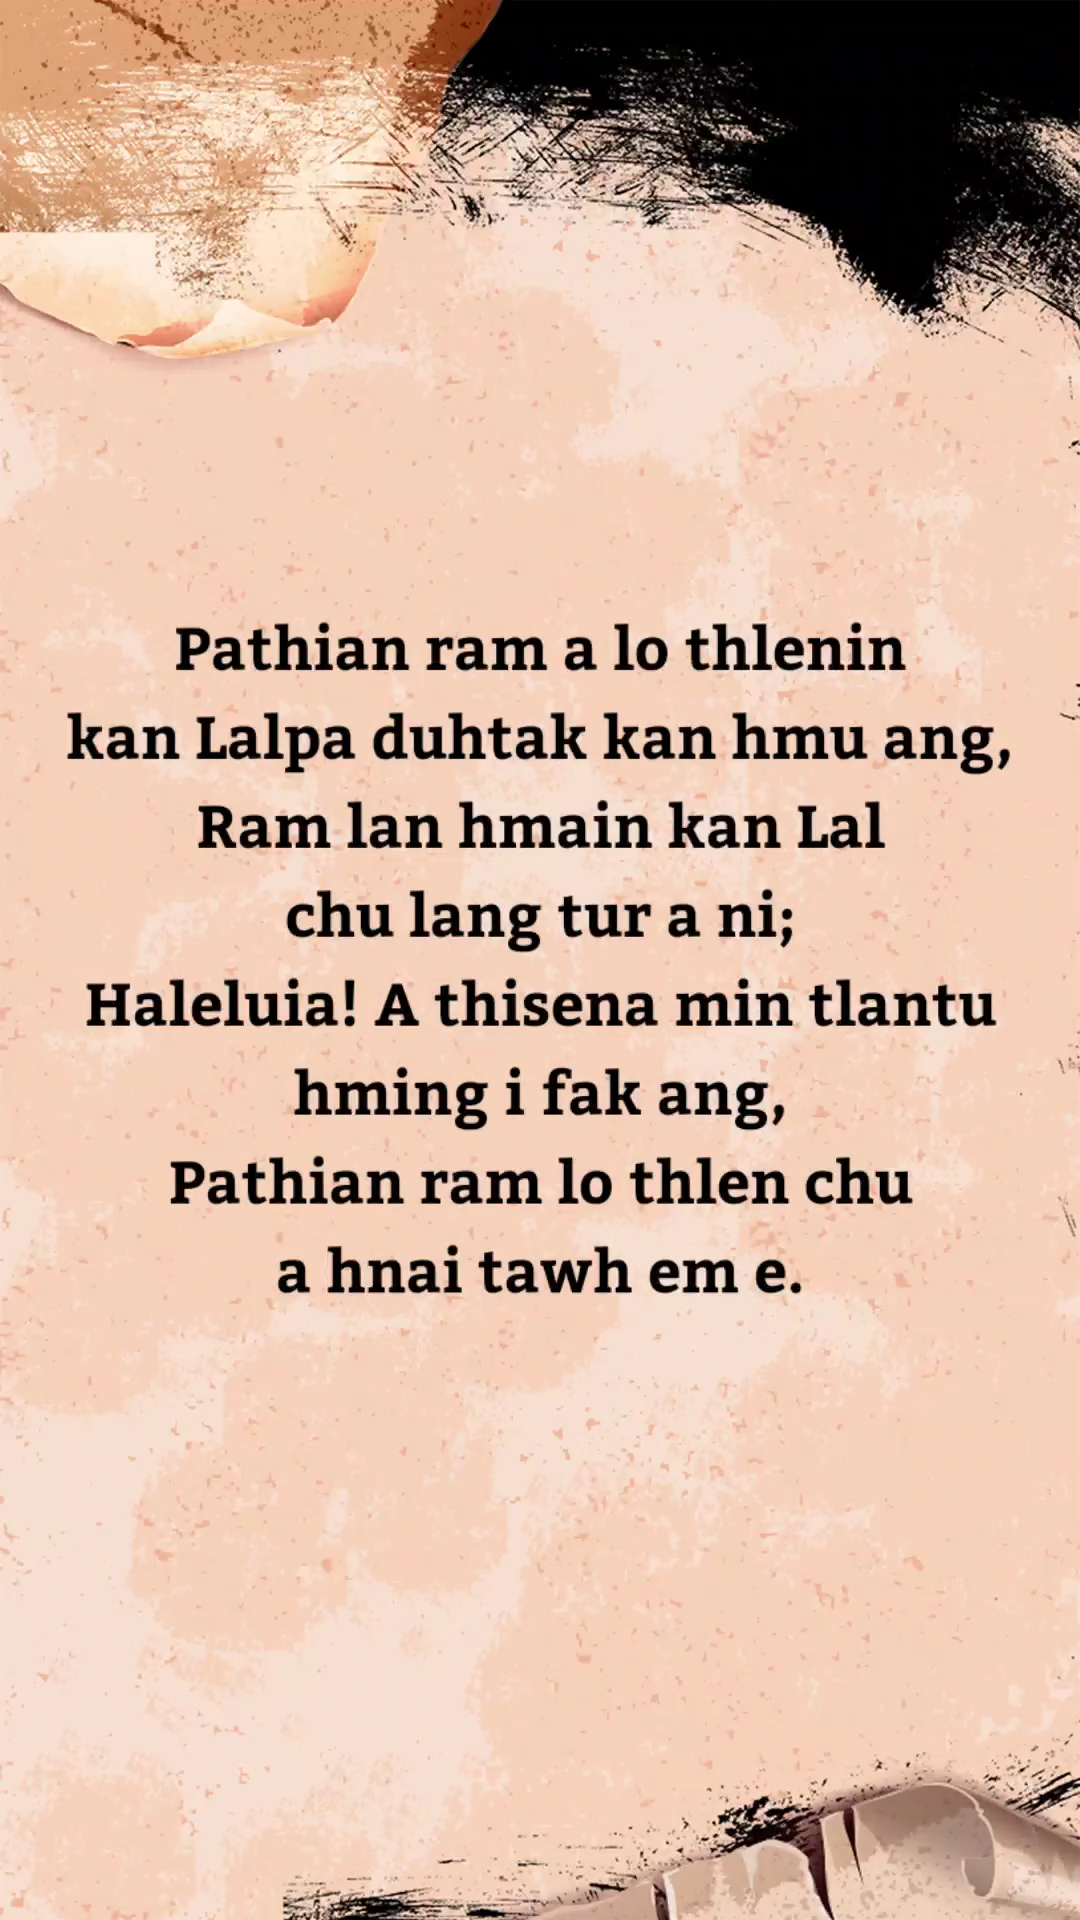 Pathian ram a lo thlenin
kan Lalpa duhtak kan hmu ang,
Ram lan hmain kan Lal
chu lang tur a ni;
Haleluia! A thisena min tlantu
hming i fak ang,
Pathian ram lo thlen chu
a hnai tawh em e.